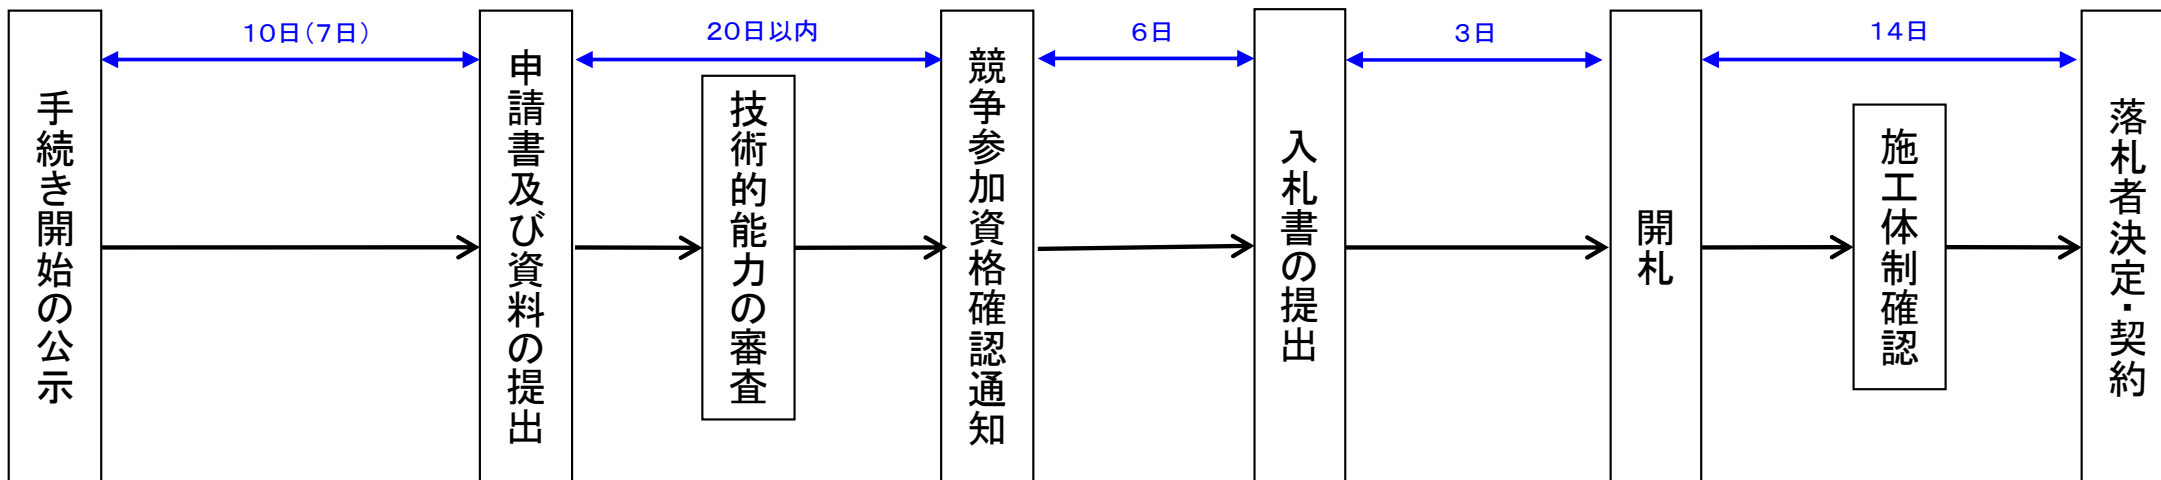 手続き開始の公示
10日(7日)
申請書及び資料の提出
20日以内
技術的能力の審査
競争参加資格確認通知
6日
入札書の提出
3日
開札
14日
施工体制確認
落札者決定・契約